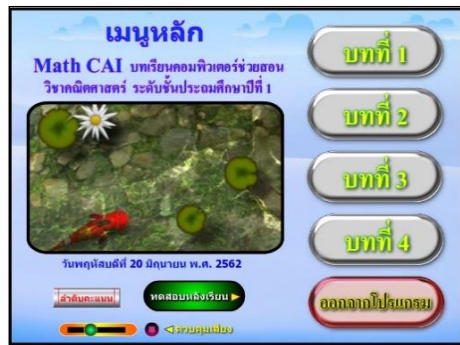 เมนูหลัก
Math CAI บทเรียนคอมพิวเตอร์ช่วยสอน
วิชาคณิตศาสตร์ ระดับชั้นประถมศึกษาปีที่ 1
วันพฤหัสบดีที่ 20 มิถุนายน พ.ศ. 2562
ลำดับคะแนน
ทดสอบหลังเรียน
ควบคุมเสียง
บทที่ 1
บทที่ 2
บทที่ 3
บทที่ 4
ออกจากโปรแกรม